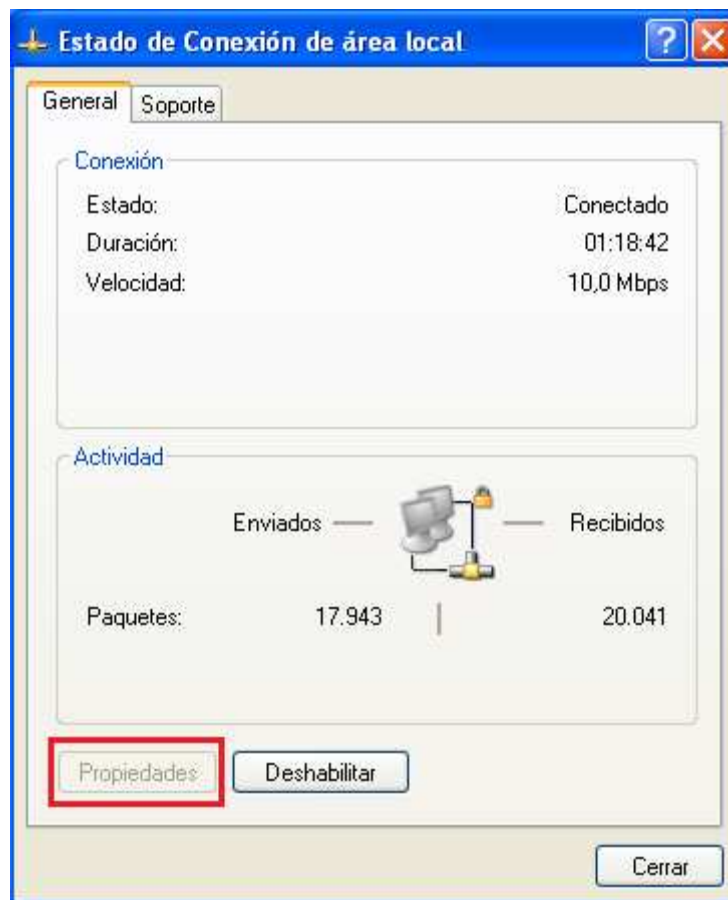 Estado de Conexión de área local
General Soporte
Conexión
Estado: Conectado
Duración: 01:18:42
Velocidad: 10,0 Mbps
Actividad
Enviados Recibidos
Paquetes: 17.943 20.041
Propiedades Deshabilitar
Cerrar